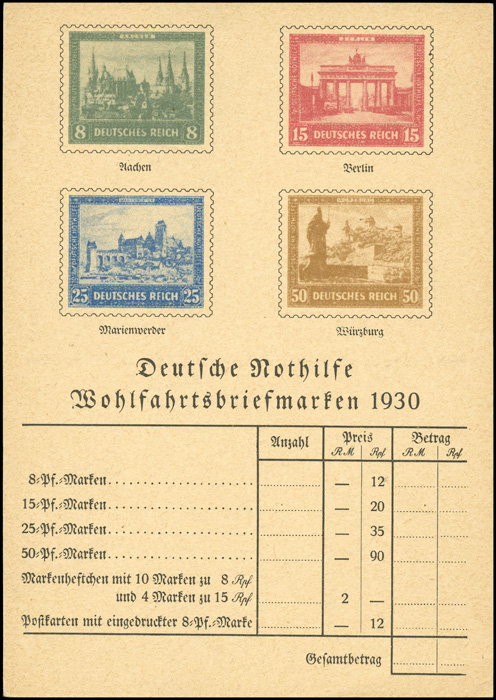 AACHEN
8 DEUTSCHES REICH 8
Aachen
15 DEUTSCHES REICH 15
Berlin
25 DEUTSCHES REICH 25
Marienwerder
50 DEUTSCHES REICH 50
Würzburg
Deutsche Nothilfe
Wohlfahrtsbriefmarken 1930
Anzahl Preis Betrag
RM Rpf RM Rpf
8=Pf.=Marken . . . . . . . . . . . . . . . . . . — 12
15=Pf.=Marken . . . . . . . . . . . . . . . . . . — 20
25=Pf.=Marken . . . . . . . . . . . . . . . . . . — 35
50=Pf.=Marken . . . . . . . . . . . . . . . . . . — 90
Markenheftchen mit 10 Marken zu 8 Rpf
und 4 Marken zu 15 Rpf 2 —
Postkarten mit eingedruckter 8=Pf.=Marke — 12
Gesamtbetrag